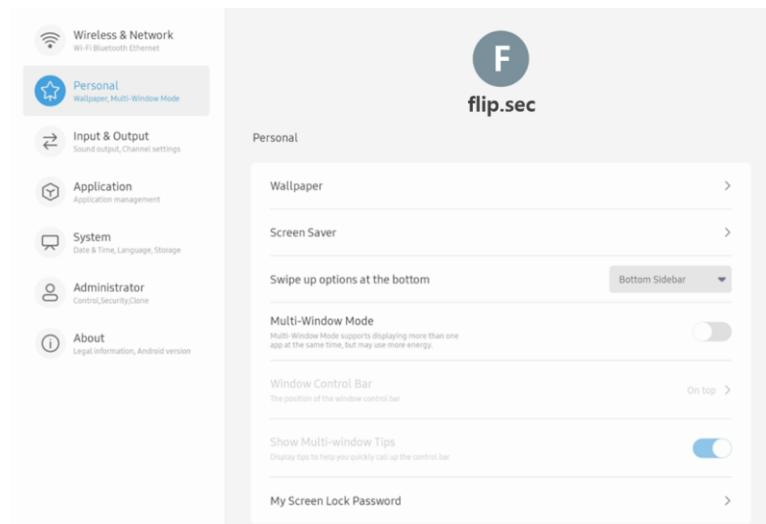 Wireless & Network
Wi-Fi Bluetooth Ethernet
Personal
Wallpaper, Multi-Window Mode
Input & Output
Sound output, Channel settings
Application
Application management
System
Date & Time, Language, Storage
Administrator
Control,Security,Clone
About
Legal information, Android version
F
flip.sec
Personal
Wallpaper
Screen Saver
Swipe up options at the bottom
Bottom Sidebar
Multi-Window Mode
Multi-Window Mode supports displaying more than one
app at the same time, but may use more energy.
Window Control Bar
The position of the window control bar
On top
Show Multi-window Tips
Display tips to help you quickly call up the control bar
My Screen Lock Password